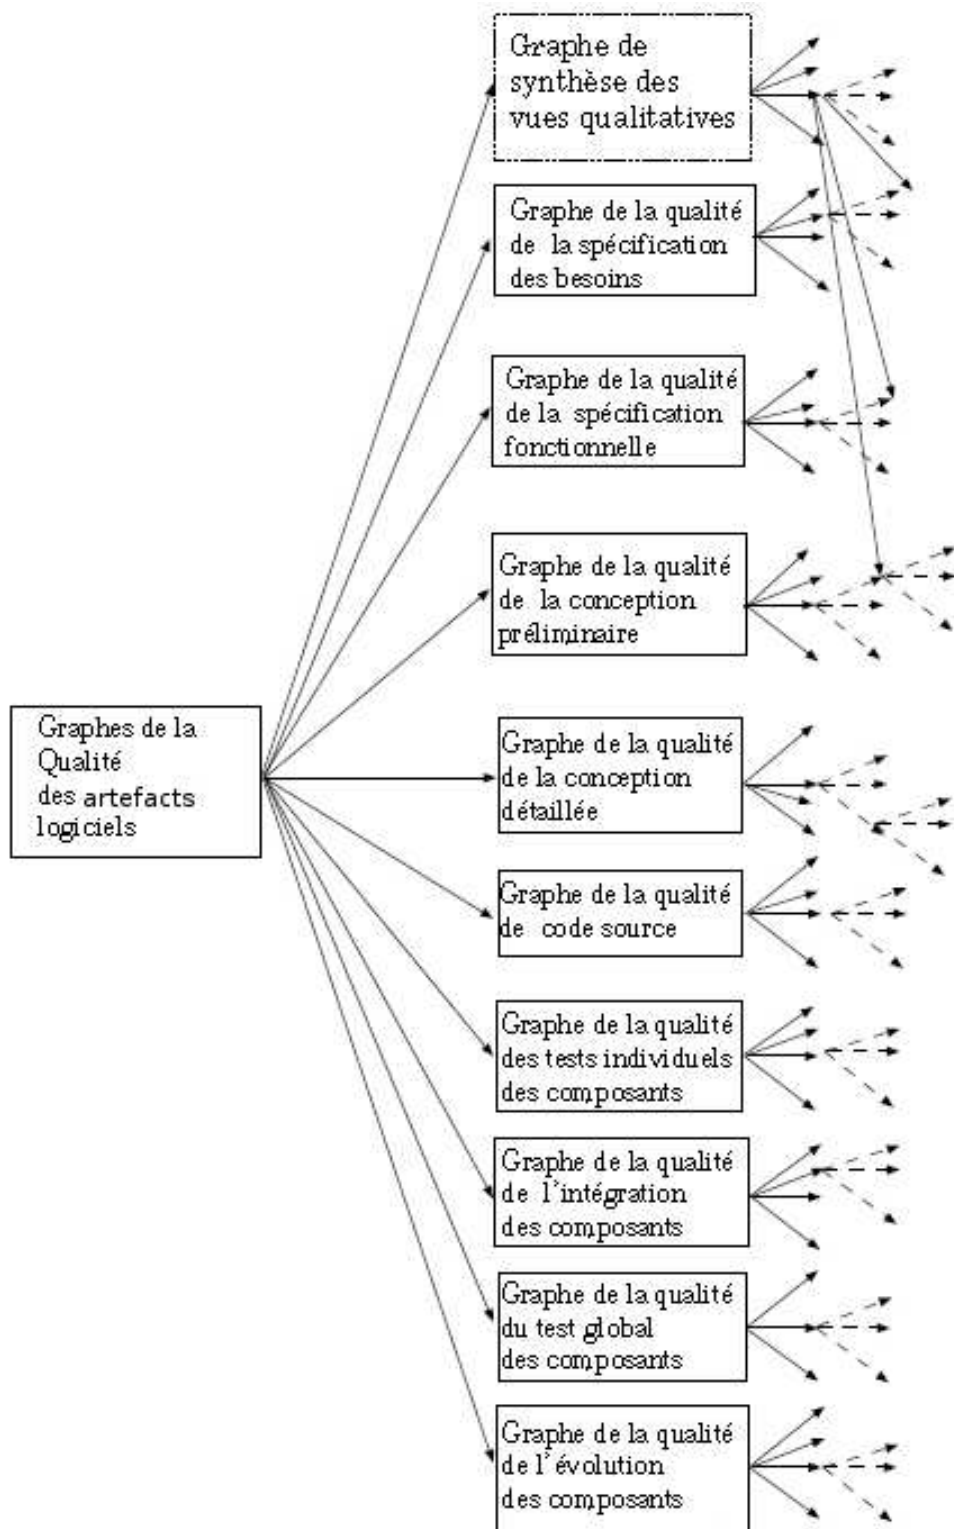 Graphe de
synthèse des
vues qualitatives
Graphe de la qualité
de la spécification
des besoins
Graphe de la qualité
de la spécification
fonctionnelle
Graphe de la qualité
de la conception
préliminaire
Graphes de la
Qualité
des artefacts
logiciels
Graphe de la qualité
de la conception
détaillée
Graphe de la qualité
de code source
Graphe de la qualité
des tests individuels
des composants
Graphe de la qualité
de l'intégration
des composants
Graphe de la qualité
du test global
des composants
Graphe de la qualité
de l'évolution
des composants